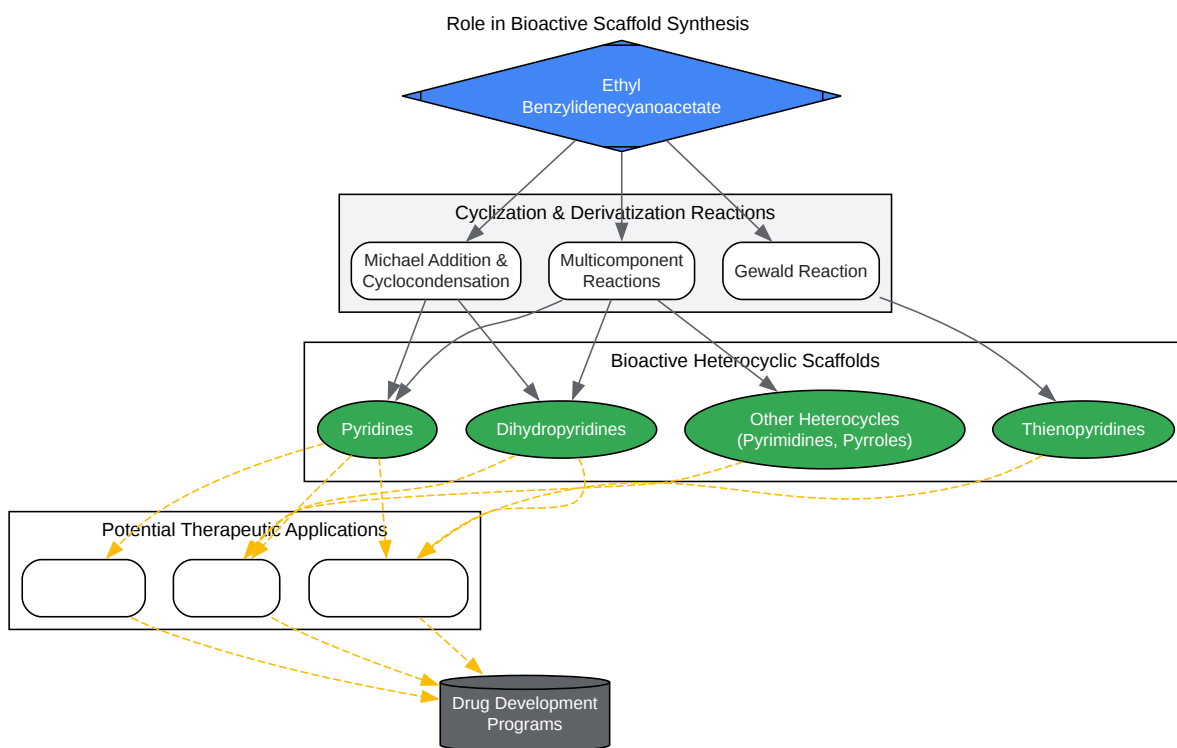 Role in Bioactive Scaffold Synthesis
Ethyl
Benzylidenecyanoacetate
Cyclization & Derivatization Reactions
Michael Addition &
Cyclocondensation
Multicomponent
Reactions
Gewald Reaction
Bioactive Heterocyclic Scaffolds
Pyridines
Dihydropyridines
Other Heterocycles
(Pyrimidines, Pyrroles)
Thienopyridines
Potential Therapeutic Applications
Drug Development
Programs